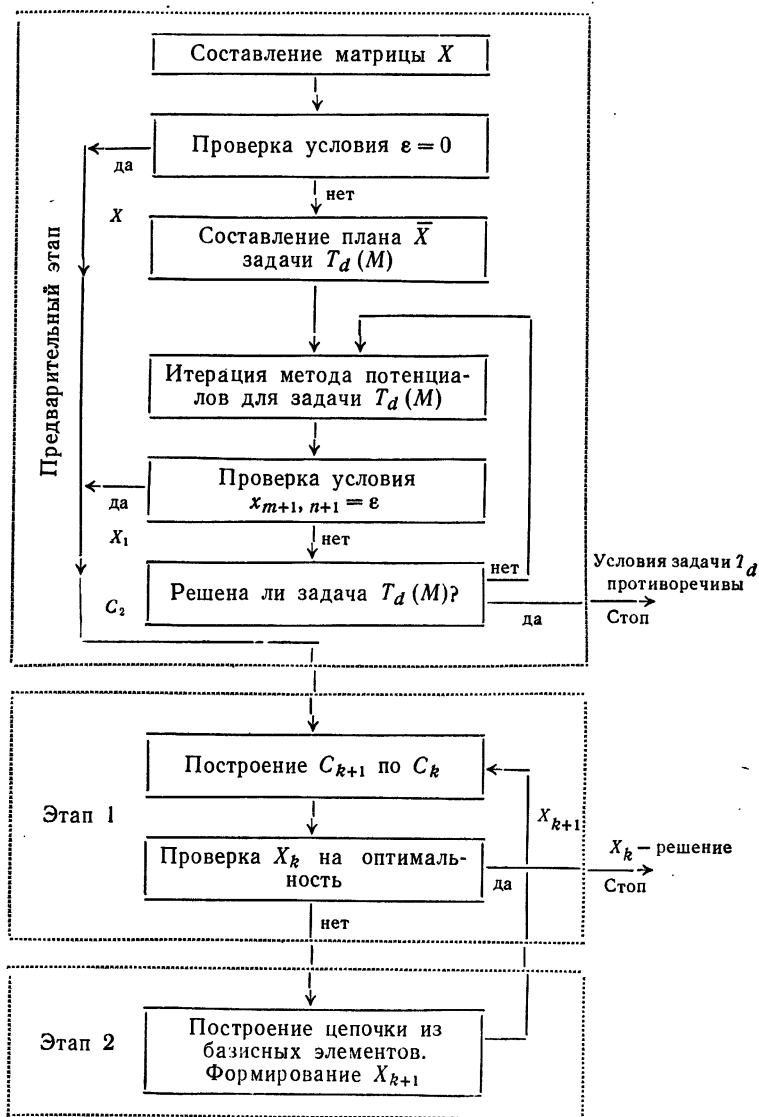 Составление матрицы X
Проверка условия ε = 0
да
нет
X
Составление плана X̅
задачи T_d (M)
Предварительный этап
Итерация метода потенциа-
лов для задачи T_d (M)
Проверка условия
x_{m+1, n+1} = ε
да
X₁
нет
Решена ли задача T_d (M)?
нет
C₂
да
Условия задачи T_d
противоречивы
Стоп
Этап 1
Построение C_{k+1} по C_k
X_{k+1}
Проверка X_k на оптималь-
ность
да
X_k — решение
Стоп
нет
Этап 2
Построение цепочки из
базисных элементов.
Формирование X_{k+1}